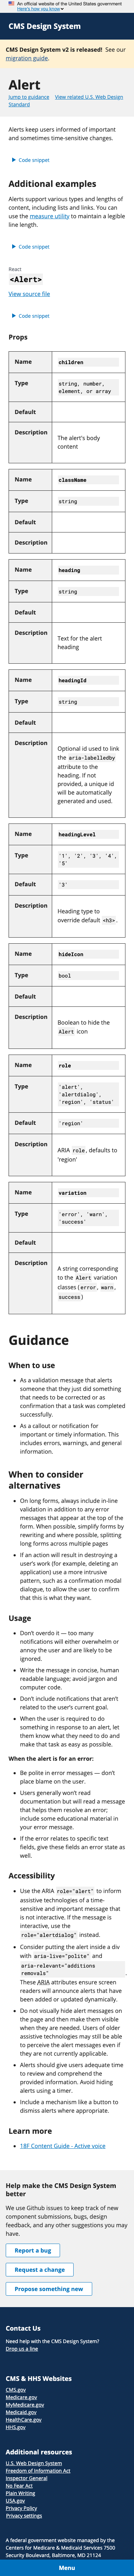 An official website of the United States government
Here's how you know
CMS Design System
CMS Design System v2 is released! See our
migration guide.
Alert
Jump to guidance View related U.S. Web Design
Standard
Alerts keep users informed of important and
sometimes time-sensitive changes.
Code snippet
Additional examples
Alerts support various types and lengths of
content, including lists and links. You can
use the measure utility to maintain a legible
line length.
Code snippet
React
<Alert>
View source file
Code snippet
Props
Name children
Type string, number,
element, or array
Default
Description The alert's body
content
Name className
Type string
Default
Description
Name heading
Type string
Default
Description Text for the alert
heading
Name headingId
Type string
Default
Description Optional id used to link
the aria-labelledby
attribute to the
heading. If not
provided, a unique id
will be automatically
generated and used.
Name headingLevel
Type '1', '2', '3', '4',
'5'
Default '3'
Description Heading type to
override default <h3>.
Name hideIcon
Type bool
Default
Description Boolean to hide the
Alert icon
Name role
Type 'alert',
'alertdialog',
'region', 'status'
Default 'region'
Description ARIA role, defaults to
'region'
Name variation
Type 'error', 'warn',
'success'
Default
Description A string corresponding
to the Alert variation
classes (error, warn,
success)
Guidance
When to use
As a validation message that alerts
someone that they just did something
that needs to be corrected or as
confirmation that a task was completed
successfully.
As a callout or notification for
important or timely information. This
includes errors, warnings, and general
information.
When to consider
alternatives
On long forms, always include in-line
validation in addition to any error
messages that appear at the top of the
form. When possible, simplify forms by
rewriting if possible, splitting
long forms across multiple pages
If an action will result in destroying a
user's work (for example, deleting an
application) use a more intrusive
pattern, such as a confirmation modal
dialogue, to allow the user to confirm
that this is what they want.
Usage
Don't overdo it — too many
notifications will either overwhelm or
annoy the user and are likely to be
ignored.
Write the message in concise, human
readable language; avoid jargon and
computer code.
Don't include notifications that aren't
related to the user's current goal.
When the user is required to do
something in response to an alert, let
them know what they need to do and
make that task as easy as possible.
When the alert is for an error:
Be polite in error messages — don't
place blame on the user.
Users generally won't read
documentation but will read a message
that helps them resolve an error;
include some educational material in
your error message.
If the error relates to specific text
fields, give these fields an error state as
well.
Accessibility
Use the ARIA role="alert" to inform
assistive technologies of a
time-sensitive and important message that
is not interactive. If the message is
interactive, use the
role="alertdialog" instead.
Consider putting the alert inside a div
with aria-live="polite" and
aria-relevant="additions
removals".
These ARIA attributes ensure screen
readers will announce alerts that have
been added or updated dynamically.
Do not visually hide alert messages on
the page and then make them visible
when they are needed. Users of older
assistive technologies may still be able
to perceive the alert messages even if
they are not currently applicable.
Alerts should give users adequate time
to review and comprehend the
provided information. Avoid hiding
alerts using a timer.
Include a mechanism like a button to
dismiss alerts where appropriate.
Learn more
18F Content Guide - Active voice
Help make the CMS Design System
better
We use Github issues to keep track of new
component submissions, bugs, design
feedback, and any other suggestions you may
have.
Report a bug
Request a change
Propose something new
Contact Us
Need help with the CMS Design System?
Drop us a line
CMS & HHS Websites
CMS.gov
Medicare.gov
MyMedicare.gov
Medicaid.gov
HealthCare.gov
HHS.gov
Additional resources
U.S. Web Design System
Freedom of Information Act
Inspector General
No Fear Act
Plain Writing
USA.gov
Privacy Policy
Privacy settings
A federal government website managed by the
Centers for Medicare & Medicaid Services 7500
Security Boulevard, Baltimore, MD 21124
Menu